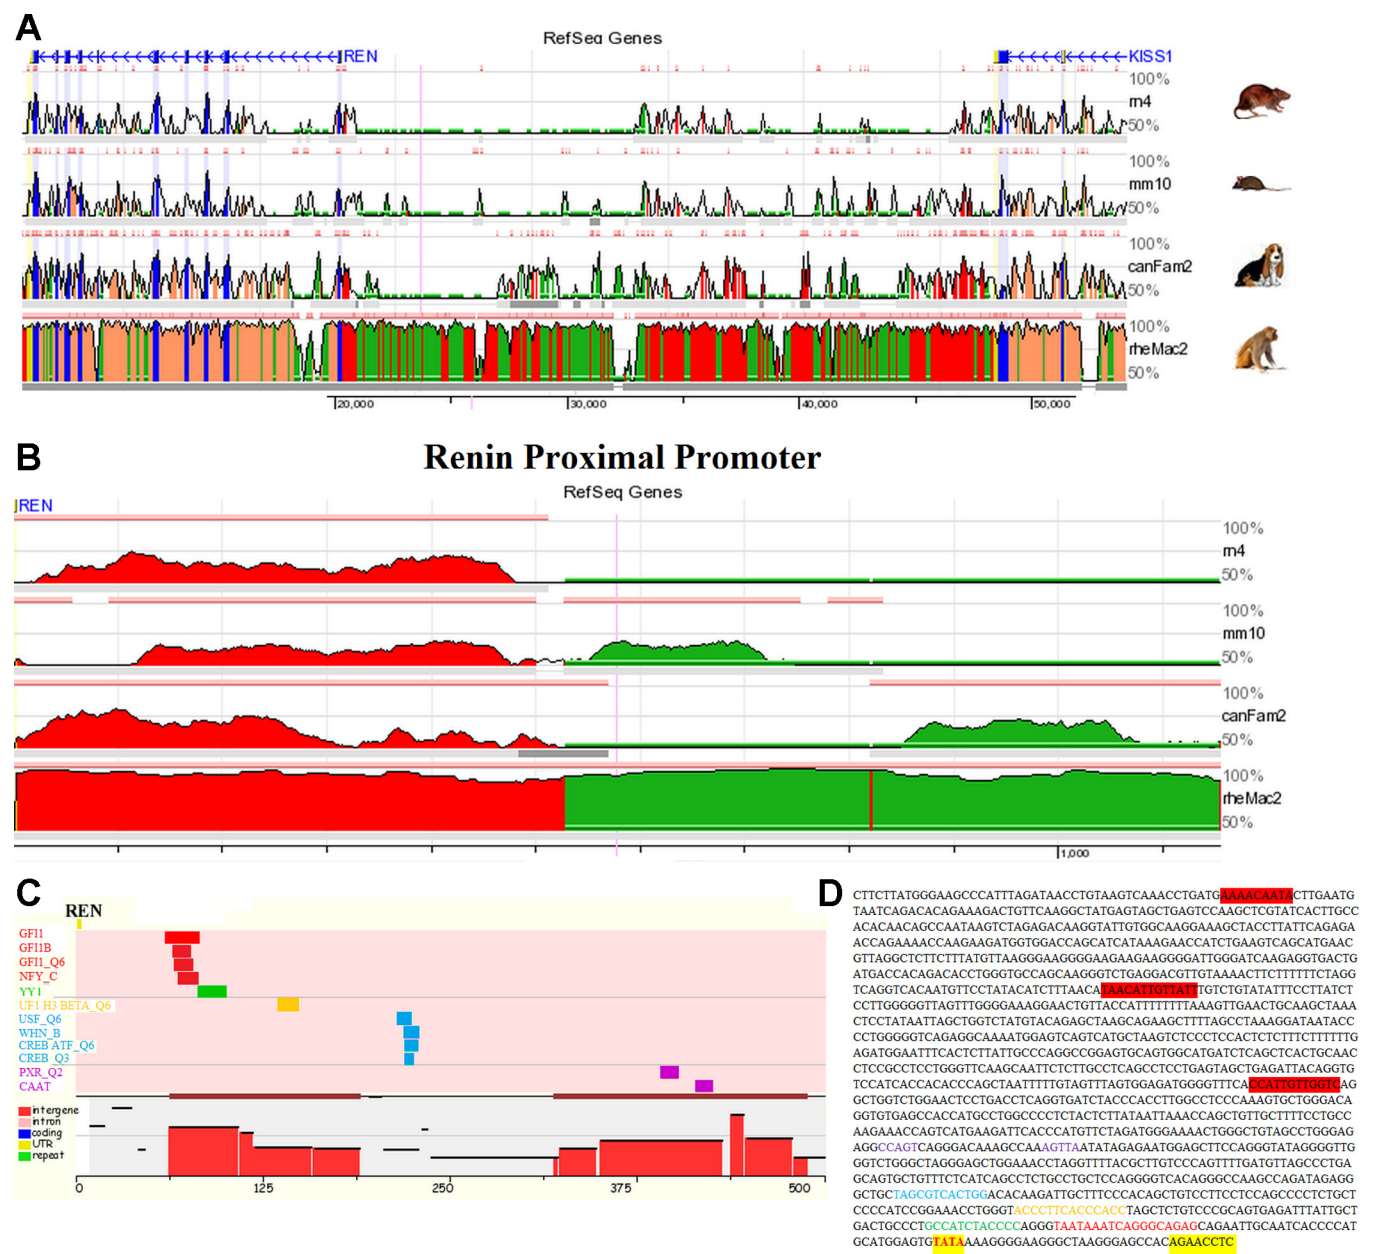 A
RefSeq Genes
REN
KISS1
100%
rn4
50%
100%
mm10
50%
100%
canFam2
50%
100%
rheMac2
50%
20,000
30,000
40,000
50,000
B
Renin Proximal Promoter
RefSeq Genes
REN
100%
rn4
50%
100%
mm10
50%
100%
canFam2
50%
100%
rheMac2
50%
1,000
C
REN
GFI1
GFI1B
GFI1_Q6
NFY_C
YY1
UF1 H3 BETA_Q6
USF_Q6
WHN_B
CREB ATF_Q6
CREB_Q3
PXR_Q2
CAAT
intergene
intron
coding
UTR
repeat
0
125
250
375
500
D
CTTCTTATGGGAAGCCCATTTAGATAACCTGTAAGTCAAACCTGATGAAAACAATACTTGAATG
TAATCAGACACAGAAAGACTGTTCAAGGCTATGAGTAGCTGAGTCCAAGCTCGTATCACTTGCC
ACACAACAGCCAATAAGTCTAGAGACAAGGTATTGTGGCAAGGAAAGCTACCTTATTCAGAGA
ACCAGAAAACCAAGAAGATGGTGGACCAGCATCATAAAGAACCATCTGAAGTCAGCATGAAC
GTTAGGCTCTTCTTTATGTTAAGGGAAGGGGAAGAAGAAGGGGATTGGGATCAAGAGGTGACTG
ATGACCACAGACACCTGGGTGCCAGCAAGGGTCTGAGGACGTTGTAAAACTTCTTTTTTCTAGG
TCAGGTCACAATGTTCCTATACATCTTTAACATAACATTGTTATTTGTCTGTATATTTCCTTATCT
CCTTGGGGGTTAGTTTGGGGAAAGGAACTGTTACCATTTTTTTTAAAGTTGAACTGCAAGCTAAA
CTCCTATAATTAGCTGGTCTATGTACAGAGCTAAGCAGAAGCTTTTAGCCTAAAGGATAATACC
CCTGGGGGTCAGAGGCAAAATGGAGTCAGTCATGCTAAGTCTCCCTCCACTCTCTTTCTTTTTTG
AGATGGAATTTCACTCTTATTGCCCAGGCCGGAGTGCAGTGGCATGATCTCAGCTCACTGCAAC
CTCCGCCTCCTGGGTTCAAGCAATTCTCTTGCCTCAGCCTCCTGAGTAGCTGAGATTACAGGTG
TCCATCACCACACCCAGCTAATTTTTGTAGTTTAGTGGAGATGGGGTTTCACCATTGTTGGTCAG
GCTGGTCTGGAACTCCTGACCTCAGGTGATCTACCCACCTTGGCCTCCCAAAGTGCTGGGACA
GGTGTGAGCCACCATGCCTGGCCCCTCTACTCTTATAATTAAACCAGCTGTTGCTTTTCCTGCC
AAGAAACCAGTCATGAAGATTCACCCATGTTCTAGATGGGAAAACTGGGCTGTAGCCTGGGAG
AGGCCAGTCAGGGACAAAGCCAAAGTTAATATAGAGAATGGAGCTTCCAGGGTATAGGGGTTG
GGTCTGGGCTAGGGAGCTGGAAACCTAGGTTTTACGCTTGTCCCAGTTTTGATGTTAGCCCTGA
GCAGTGCTGTTTCTCATCAGCCTCTGCCTGCTCCAGGGGTCACAGGGCCAAGCCAGATAGAGG
GCTGCTAGCGTCACTGGACACAAGATTGCTTTCCCACAGCTGTCCTTCCTCCAGCCCCTCTGCT
CCCCATCCGGAAACCTGGGTACCCTTCACCCACCTAGCTCTGTCCCGCAGTGAGATTTATTGCT
GACTGCCCTGCCATCTACCCCAGGGTAATAAATCAGGGCAGAGCAGAATTGCAATCACCCCAT
GCATGGAGTGTATAAAAGGGGAAGGGCTAAGGGAGCCACAGAACCTC